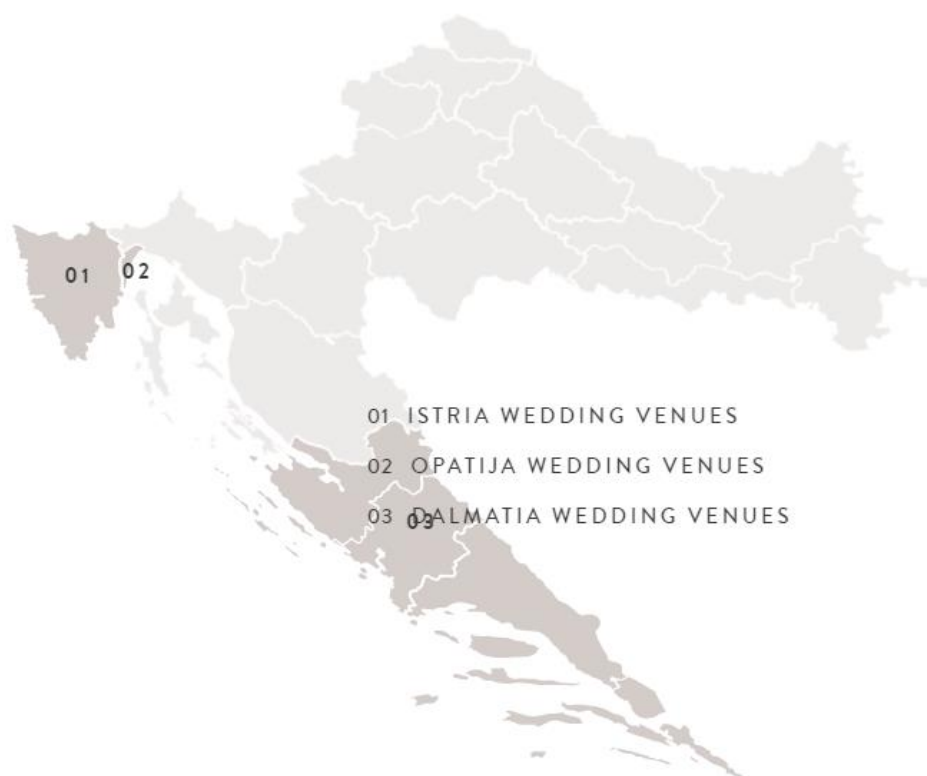 01 02
01 ISTRIA WEDDING VENUES
02 OPATIJA WEDDING VENUES
03 DALMATIA WEDDING VENUES
03